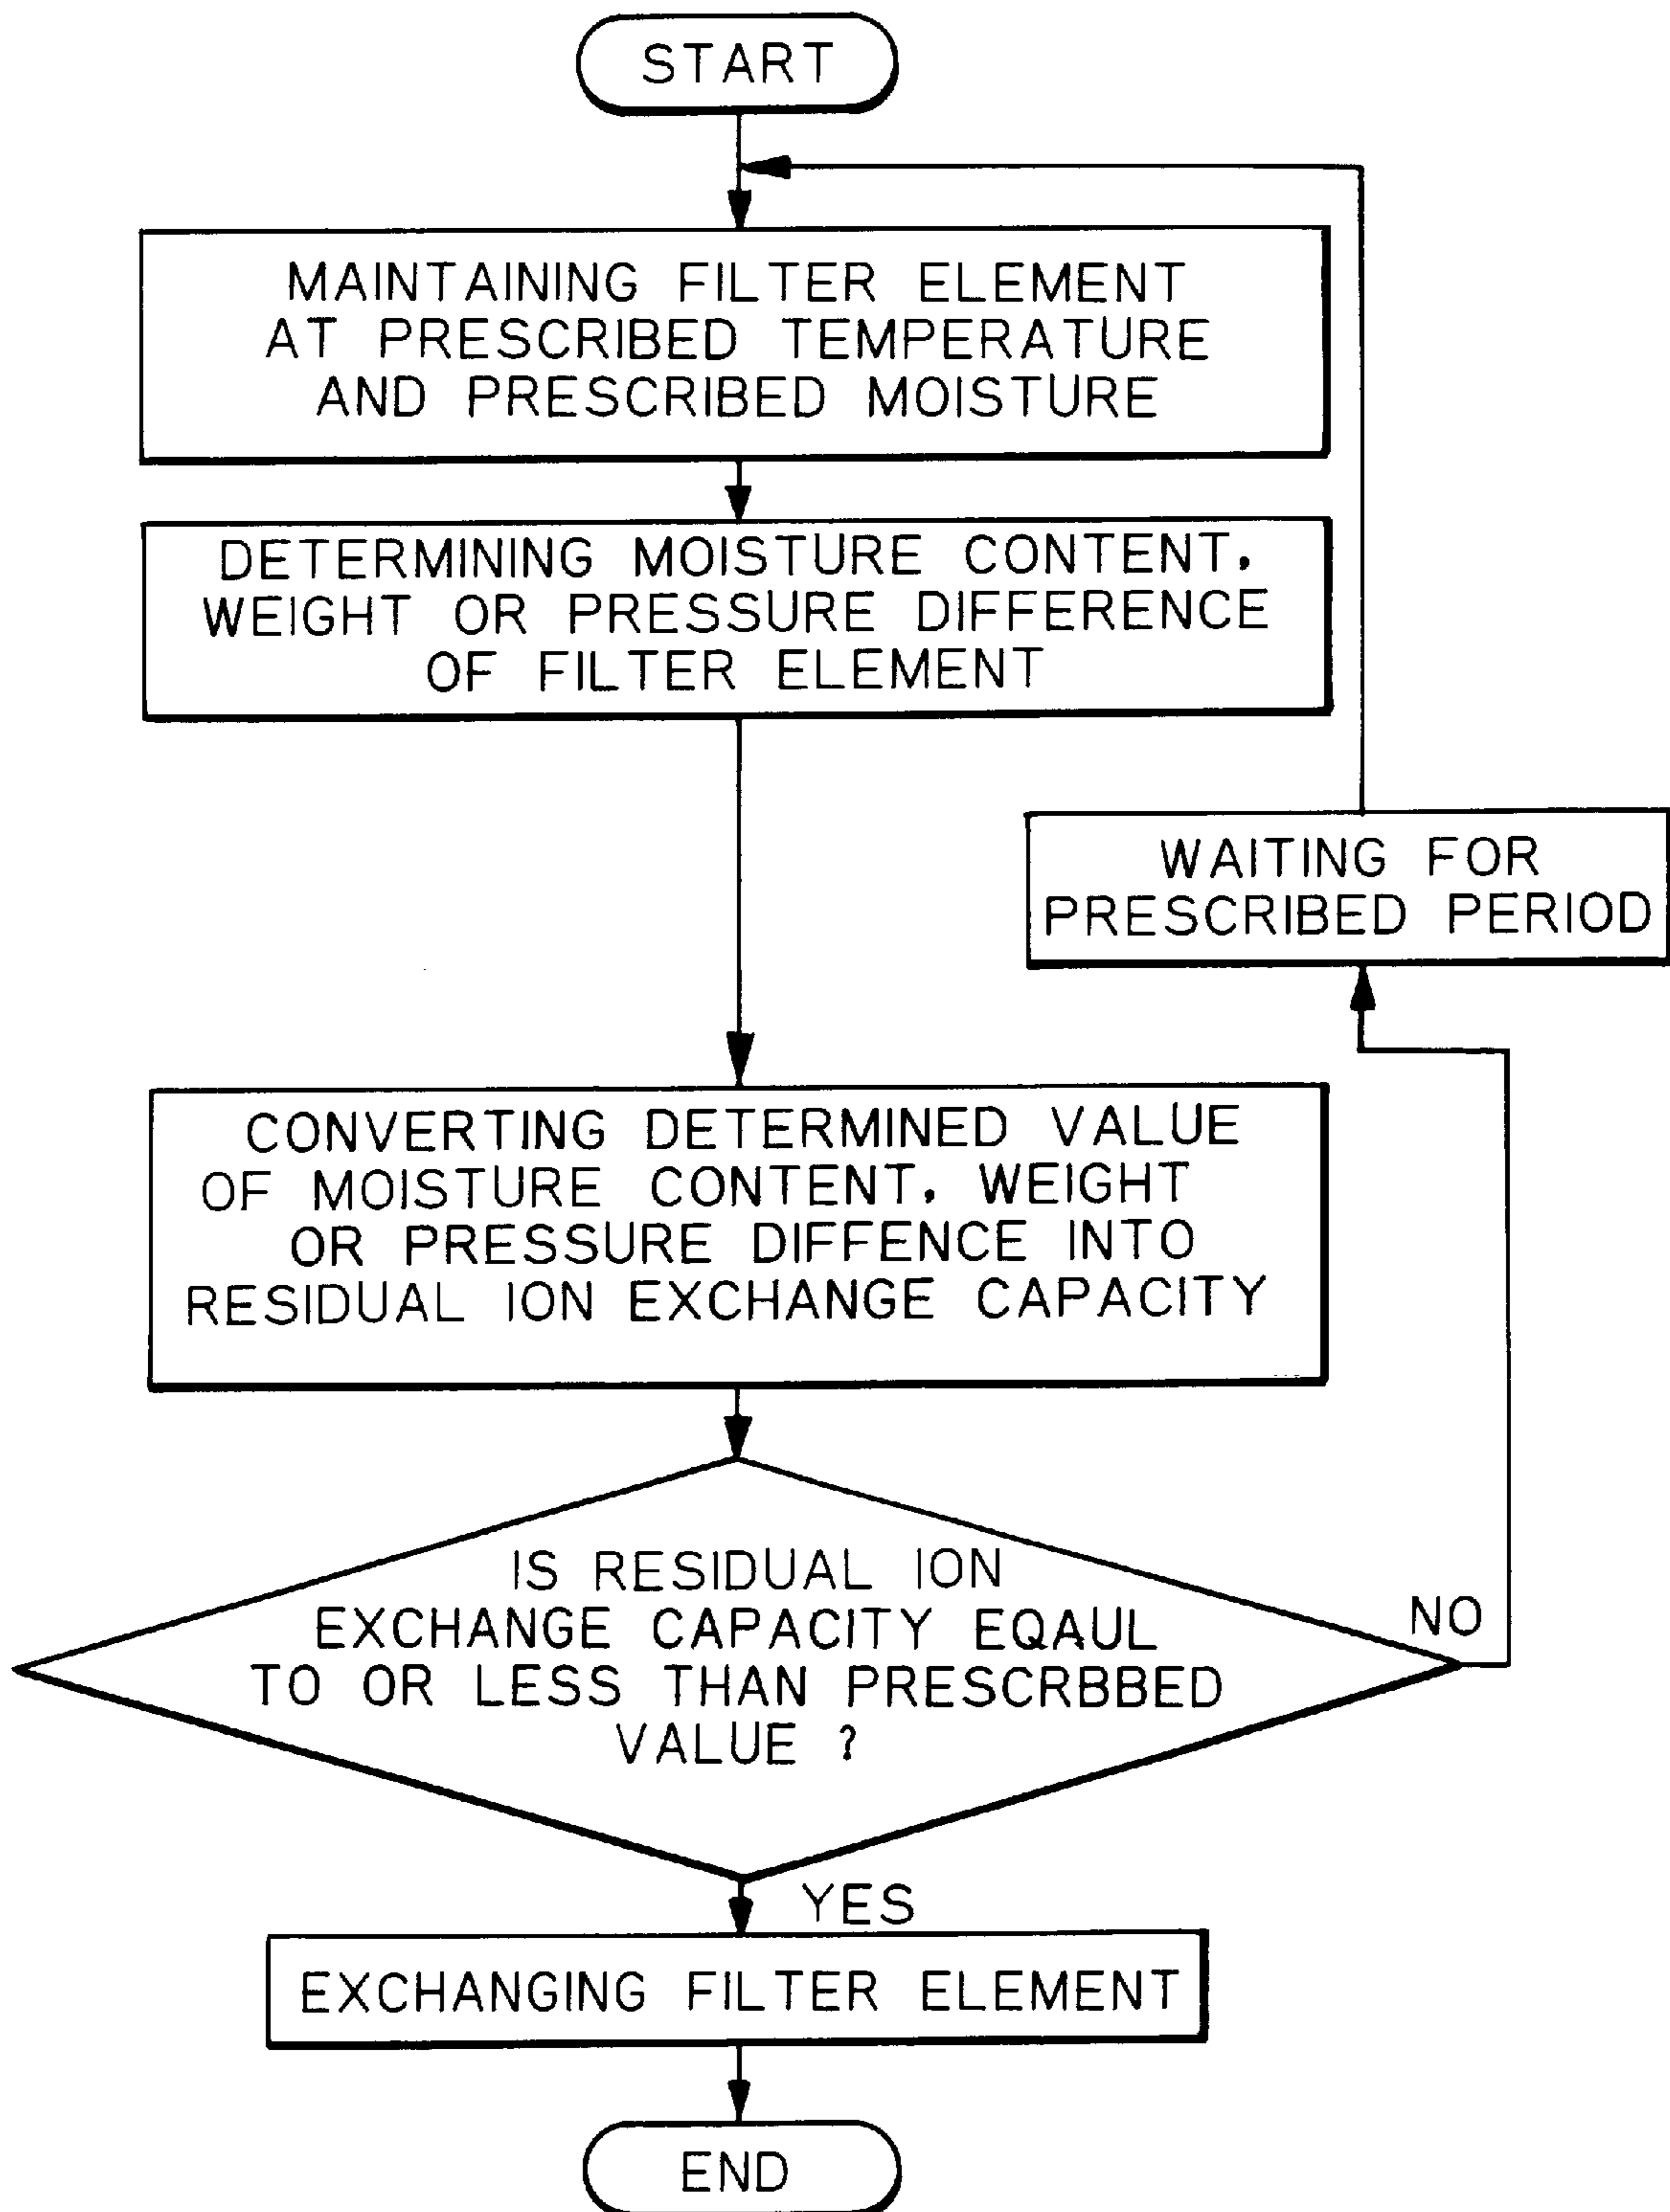 START
MAINTAINING FILTER ELEMENT
AT PRESCRIBED TEMPERATURE
AND PRESCRIBED MOISTURE
DETERMINING MOISTURE CONTENT,
WEIGHT OR PRESSURE DIFFERENCE
OF FILTER ELEMENT
WAITING FOR
PRESCRIBED PERIOD
CONVERTING DETERMINED VALUE
OF MOISTURE CONTENT, WEIGHT
OR PRESSURE DIFFENCE INTO
RESIDUAL ION EXCHANGE CAPACITY
IS RESIDUAL ION
EXCHANGE CAPACITY EQAUL
TO OR LESS THAN PRESCRBBED
VALUE ?
NO
YES
EXCHANGING FILTER ELEMENT
END